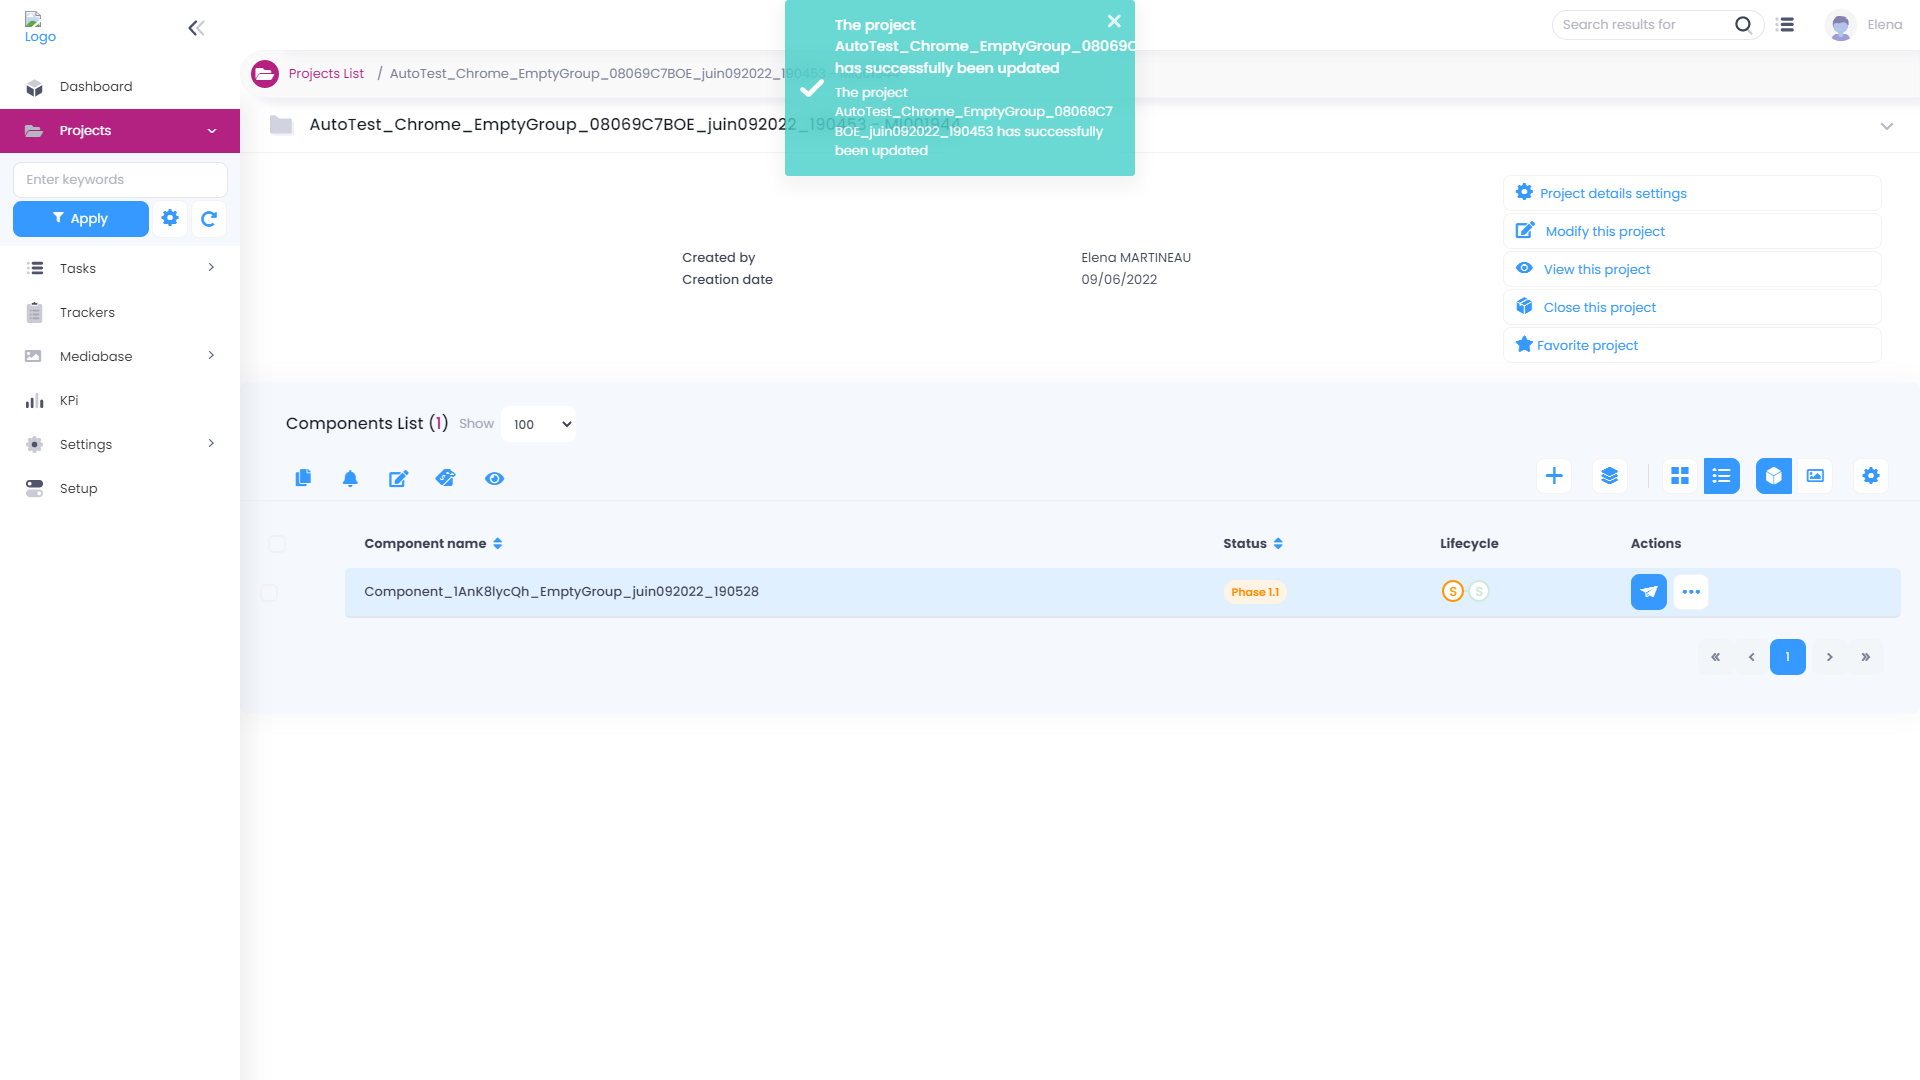 Logo
Search results for
Elena
The project
AutoTest_Chrome_EmptyGroup_08069C
has successfully been updated
The project
AutoTest_Chrome_EmptyGroup_08069C7
BOE_juin092022_190453 has successfully
been updated
Projects List / AutoTest_Chrome_EmptyGroup_08069C7BOE_juin092022_190453
AutoTest_Chrome_EmptyGroup_08069C7BOE_juin092022_190453 - MI001944
Dashboard
Projects
Enter keywords
Apply
Tasks
Trackers
Mediabase
KPi
Settings
Setup
Created by
Elena MARTINEAU
Creation date
09/06/2022
Project details settings
Modify this project
View this project
Close this project
Favorite project
Components List (1) Show 100
Component name
Status
Lifecycle
Actions
Component_1AnK8lycQh_EmptyGroup_juin092022_190528
Phase 1.1
S
S
« ‹ 1 › »